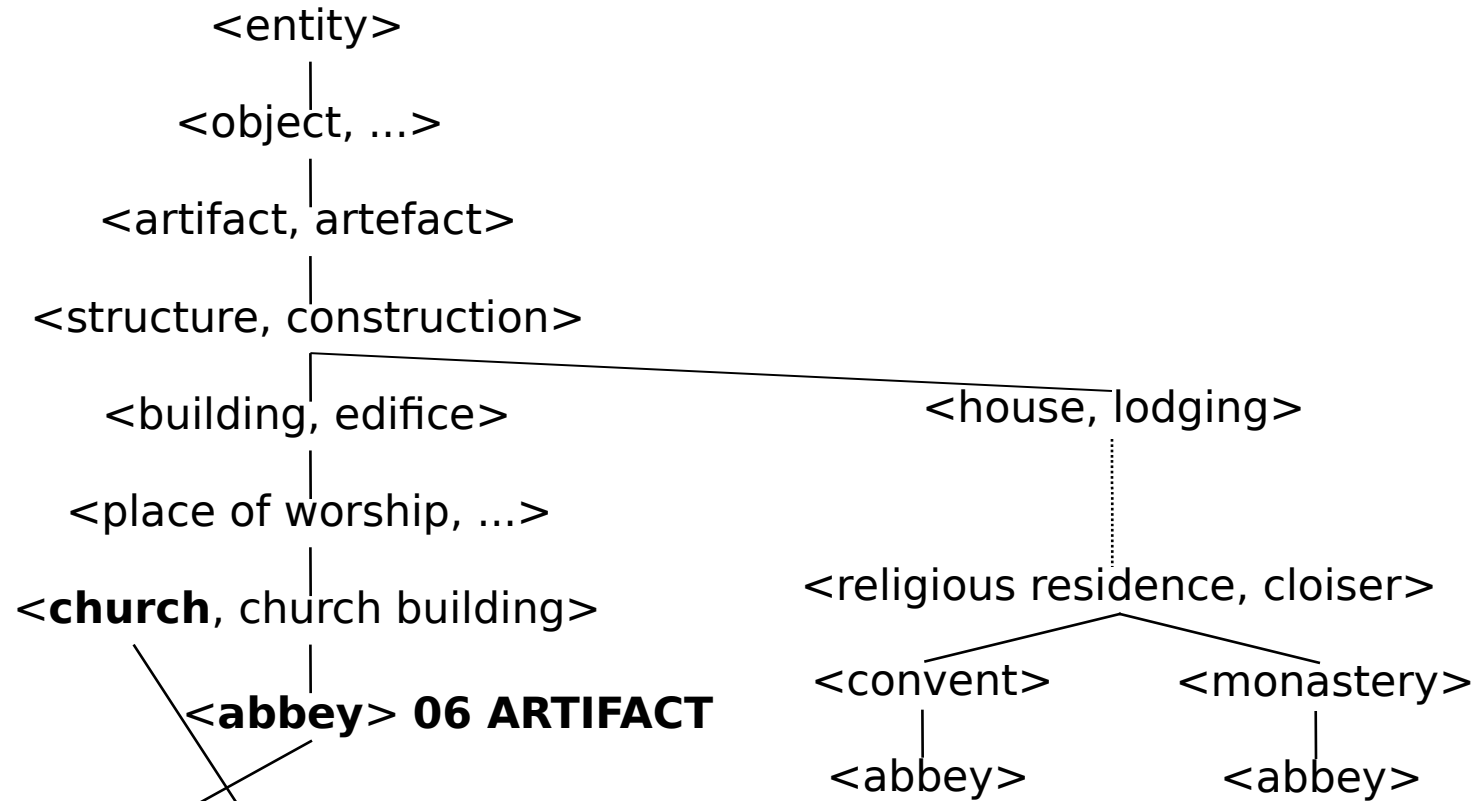 <entity>
<object, ...>
<artifact, artefact>
<structure, construction>
<building, edifice>
<house, lodging>
<place of worship, ...>
<religious residence, cloiser>
<church, church building>
<convent>
<monastery>
<abbey> 06 ARTIFACT
<abbey>
<abbey>